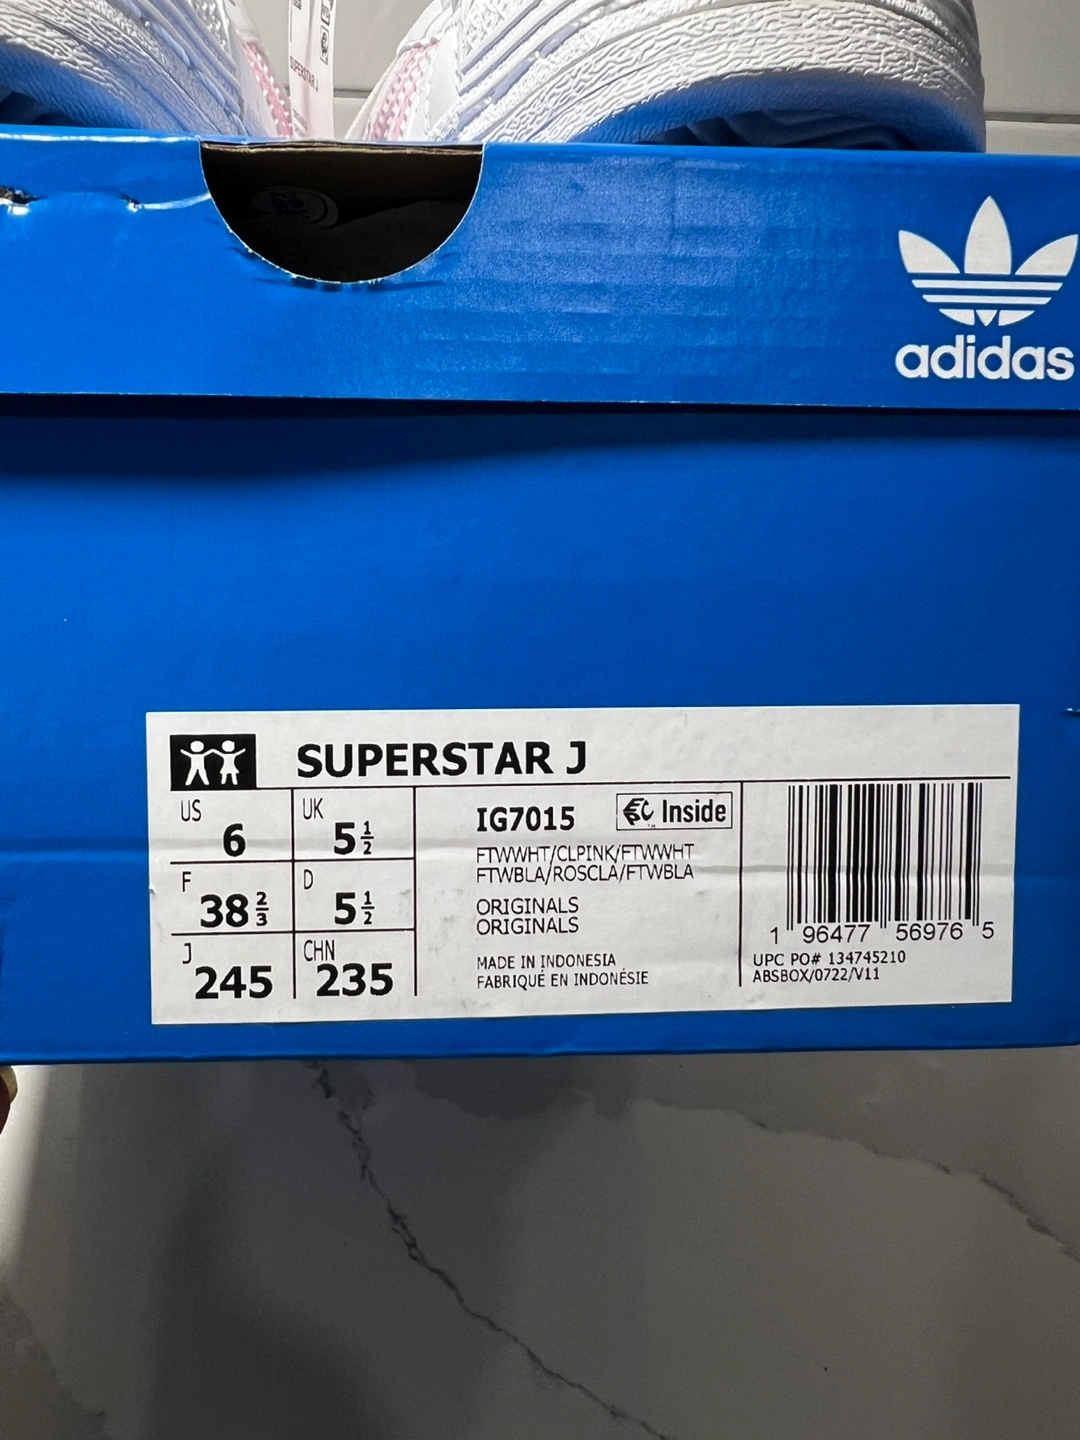 SUPERSTAR J
adidas
SUPERSTAR J
US 6
UK 5 1/2
F 38 2/3
D 5 1/2
J 245
CHN 235
IG7015
EC Inside
FTWWHT/CLPINK/FTWWHT
FTWBLA/ROSCLA/FTWBLA
ORIGINALS
ORIGINALS
MADE IN INDONESIA
FABRIQUÉ EN INDONÉSIE
1 96477 56976 5
UPC PO# 134745210
ABSBOX/0722/V11